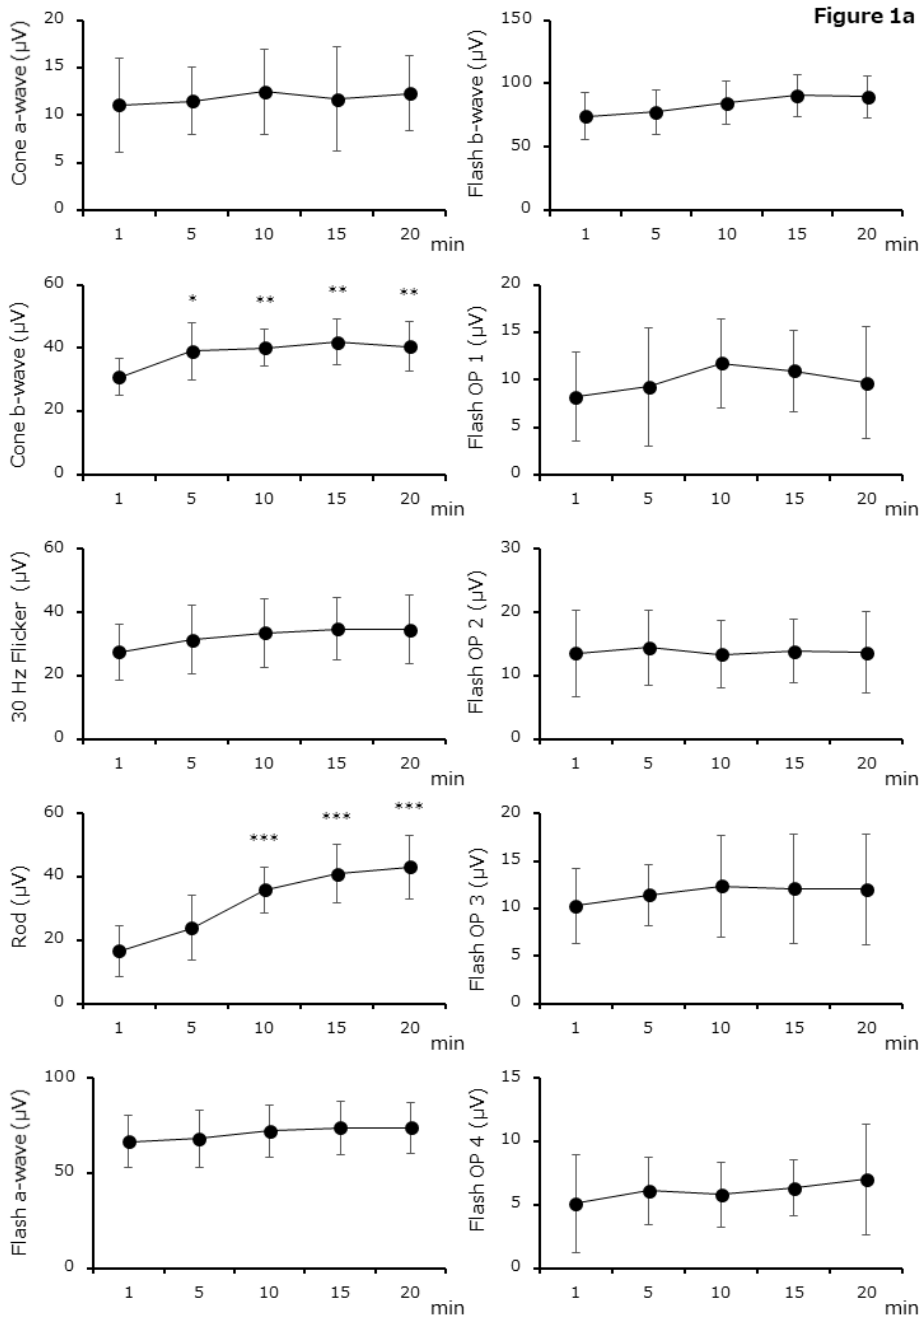 Figure 1a
Cone a-wave (µV)
20
15
10
5
0
1 5 10 15 20 min
Flash b-wave (µV)
150
100
50
0
1 5 10 15 20 min
Cone b-wave (µV)
60
40
20
0
* ** ** **
1 5 10 15 20 min
Flash OP 1 (µV)
20
15
10
5
0
1 5 10 15 20 min
30 Hz Flicker (µV)
60
40
20
0
1 5 10 15 20 min
Flash OP 2 (µV)
30
20
10
0
1 5 10 15 20 min
Rod (µV)
60
40
20
0
*** *** ***
1 5 10 15 20 min
Flash OP 3 (µV)
20
15
10
5
0
1 5 10 15 20 min
Flash a-wave (µV)
100
50
0
1 5 10 15 20 min
Flash OP 4 (µV)
15
10
5
0
1 5 10 15 20 min